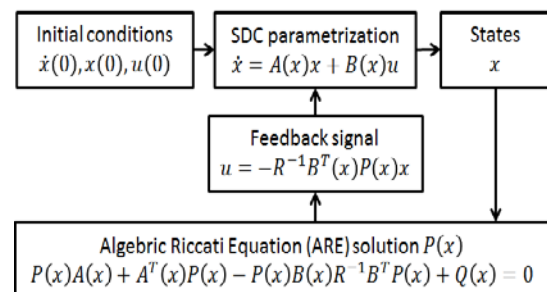 Initial conditions
ẋ(0), x(0), u(0)
SDC parametrization
ẋ = A(x)x + B(x)u
States
x
Feedback signal
u = −R⁻¹Bᵀ(x)P(x)x
Algebric Riccati Equation (ARE) solution P(x)
P(x)A(x) + Aᵀ(x)P(x) − P(x)B(x)R⁻¹BᵀP(x) + Q(x) = 0